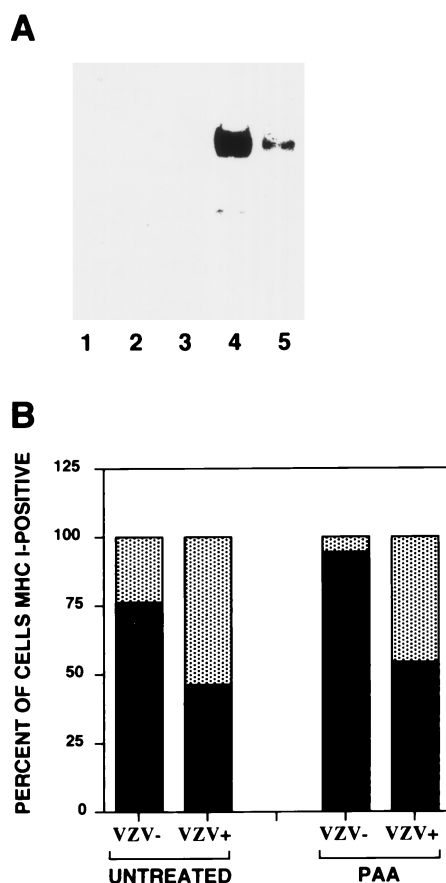 A
1 2 3 4 5
B
PERCENT OF CELLS MHC I-POSITIVE
125
100
75
50
25
0
VZV- VZV+ VZV- VZV+
UNTREATED PAA